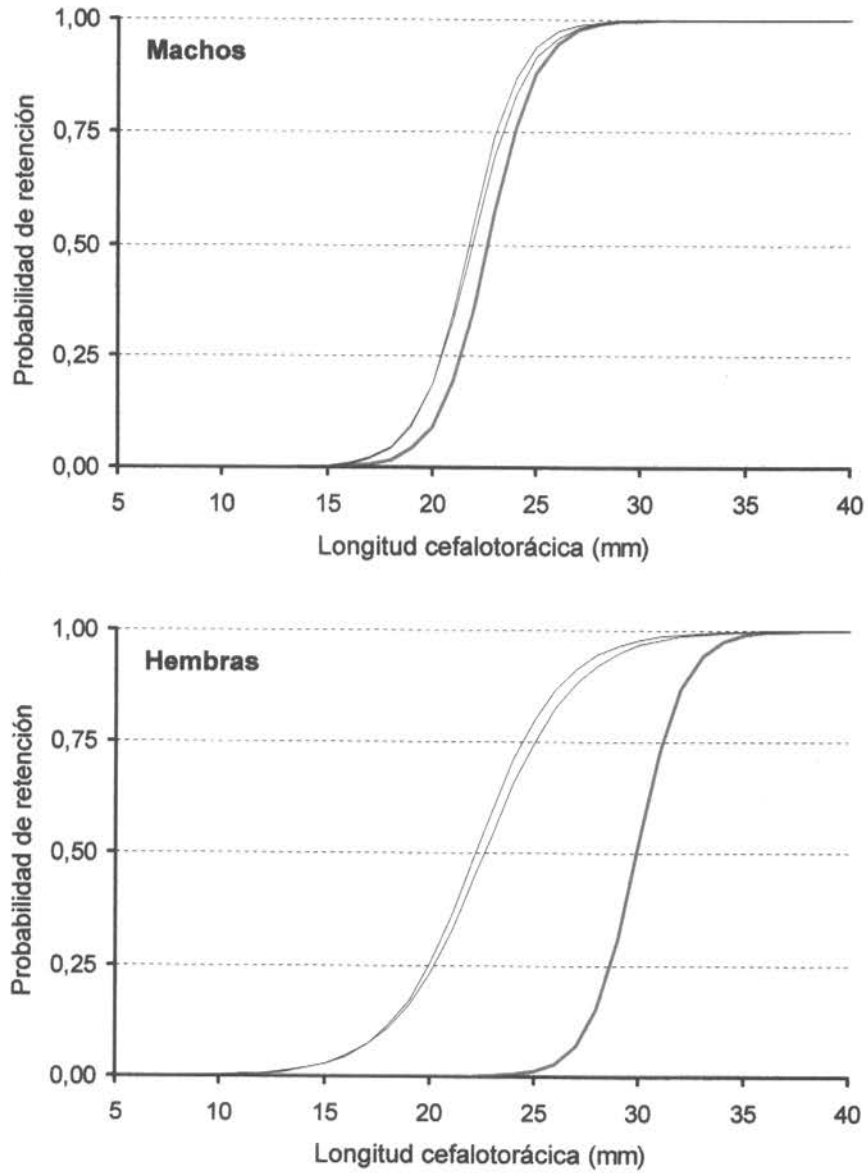 1,00
Machos
0,75
0,50
0,25
0,00
Probabilidad de retención
5 10 15 20 25 30 35 40
Longitud cefalotorácica (mm)
1,00
Hembras
0,75
0,50
0,25
0,00
Probabilidad de retención
5 10 15 20 25 30 35 40
Longitud cefalotorácica (mm)